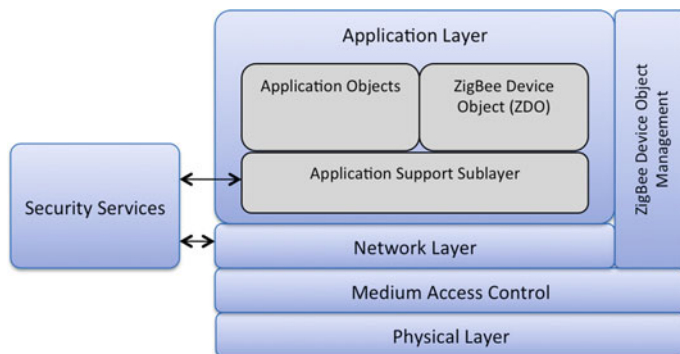 Application Layer
Application Objects
ZigBee Device
Object (ZDO)
Application Support Sublayer
ZigBee Device Object
Management
Security Services
Network Layer
Medium Access Control
Physical Layer